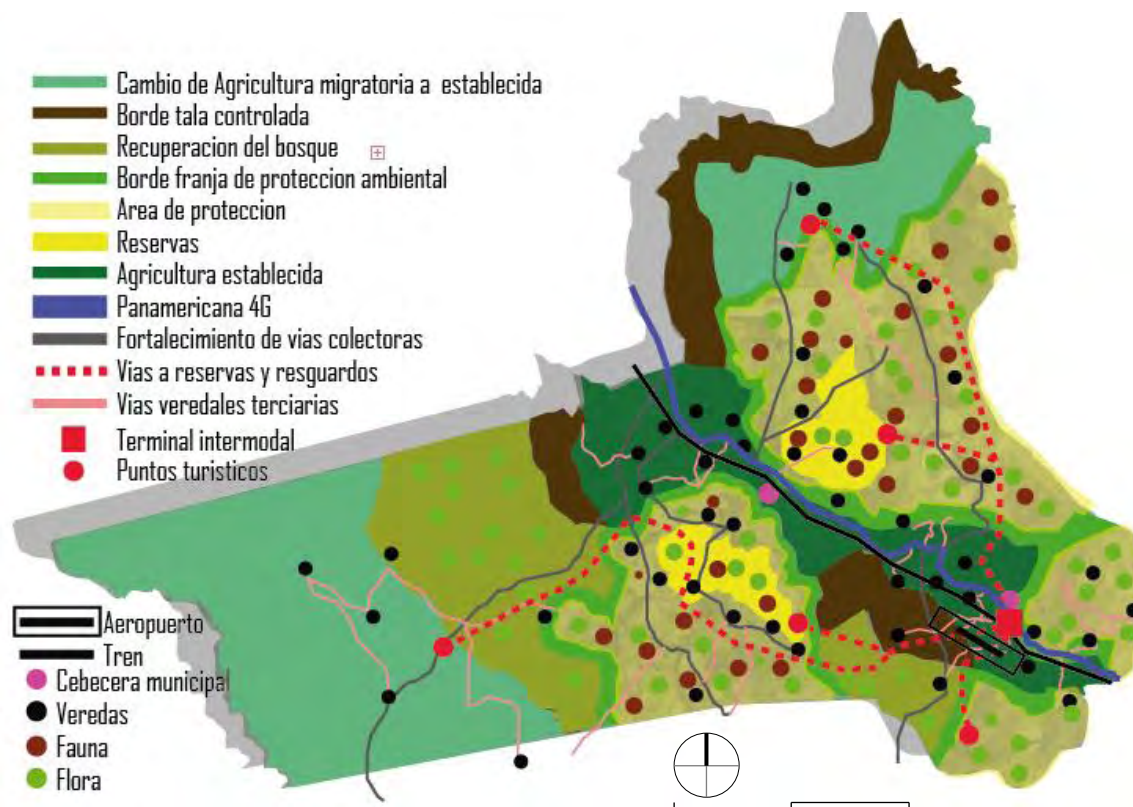 Cambio de Agricultura migratoria a establecida
Borde tala controlada
Recuperacion del bosque
Borde franja de proteccion ambiental
Area de proteccion
Reservas
Agricultura establecida
Panamericana 4G
Fortalecimiento de vias colectoras
Vias a reservas y resguardos
Vias veredales terciarias
Terminal intermodal
Puntos turisticos
Aeropuerto
Tren
Cebecera municipal
Veredas
Fauna
Flora